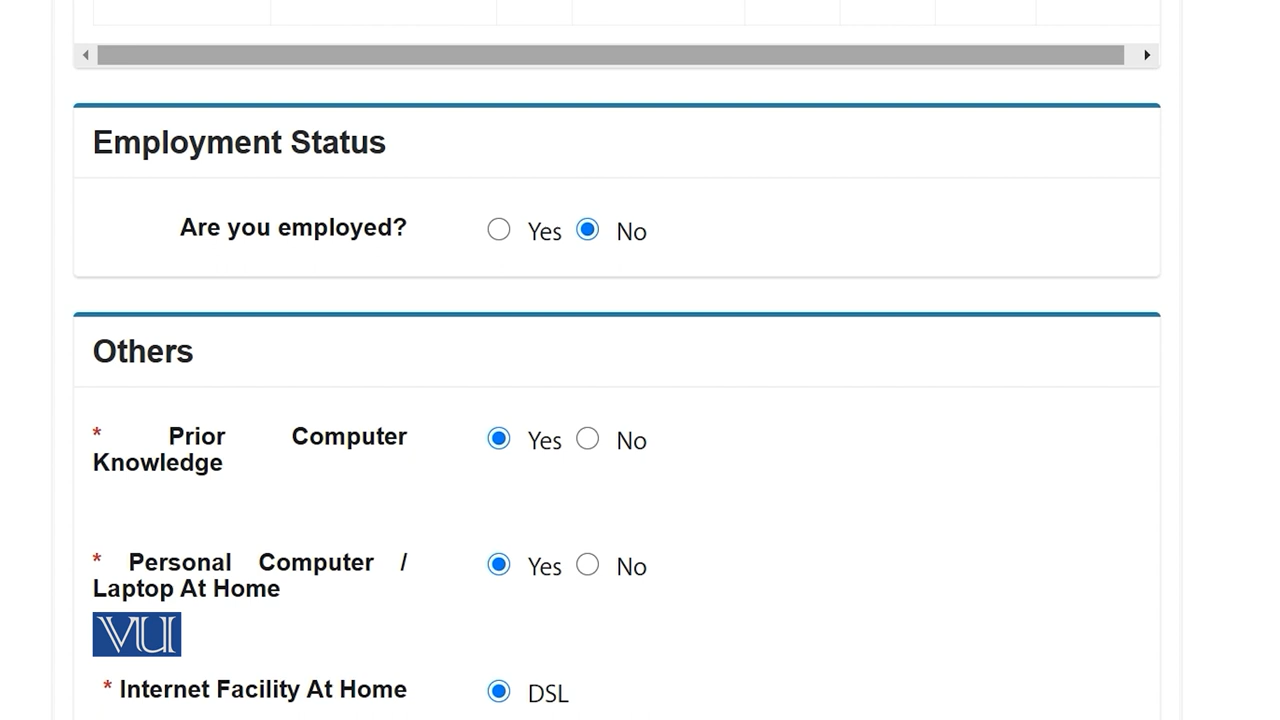 Employment Status
Are you employed? Yes No
Others
* Prior Computer Yes No
Knowledge
* Personal Computer / Yes No
Laptop At Home
VU
* Internet Facility At Home DSL